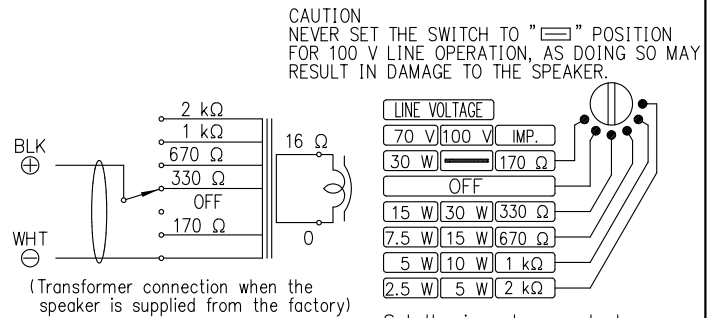 CAUTION
NEVER SET THE SWITCH TO "▭" POSITION
FOR 100 V LINE OPERATION, AS DOING SO MAY
RESULT IN DAMAGE TO THE SPEAKER.
2 kΩ
1 kΩ
670 Ω
330 Ω
OFF
170 Ω
16 Ω
0
BLK
⊕
WHT
⊖
(Transformer connection when the
speaker is supplied from the factory)
LINE VOLTAGE
70 V 100 V IMP.
30 W 170 Ω
OFF
15 W 30 W 330 Ω
7.5 W 15 W 670 Ω
5 W 10 W 1 kΩ
2.5 W 5 W 2 kΩ